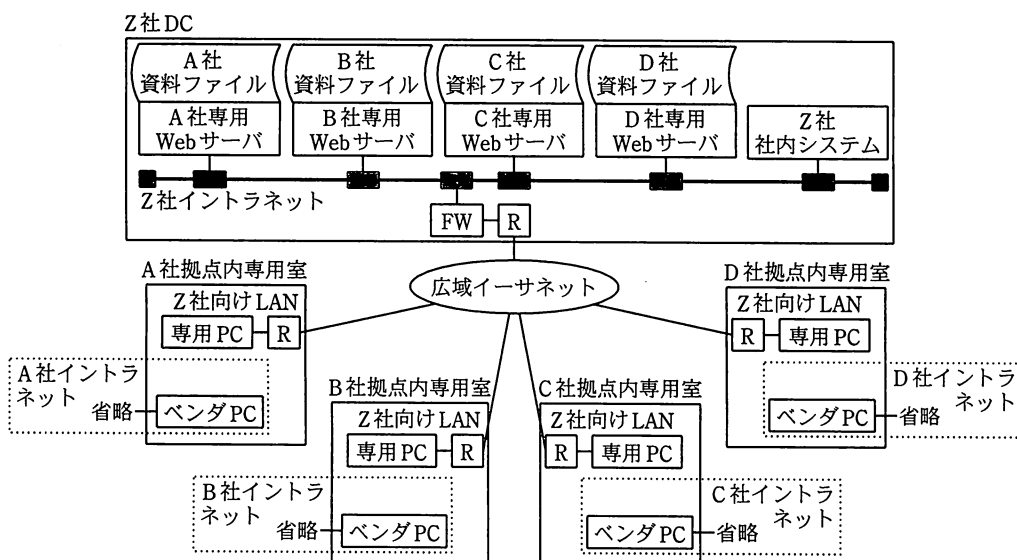 Z社DC
A社
資料ファイル
B社
資料ファイル
C社
資料ファイル
D社
資料ファイル
A社専用
Webサーバ
B社専用
Webサーバ
C社専用
Webサーバ
D社専用
Webサーバ
Z社
社内システム
Z社イントラネット
FW
R
広域イーサネット
A社拠点内専用室
Z社向けLAN
専用PC
R
A社イントラ
ネット
省略
ベンダPC
B社拠点内専用室
Z社向けLAN
専用PC
R
B社イントラ
ネット
省略
ベンダPC
C社拠点内専用室
Z社向けLAN
R
専用PC
C社イントラ
ネット
ベンダPC
省略
D社拠点内専用室
Z社向けLAN
R
専用PC
D社イントラ
ネット
ベンダPC
省略